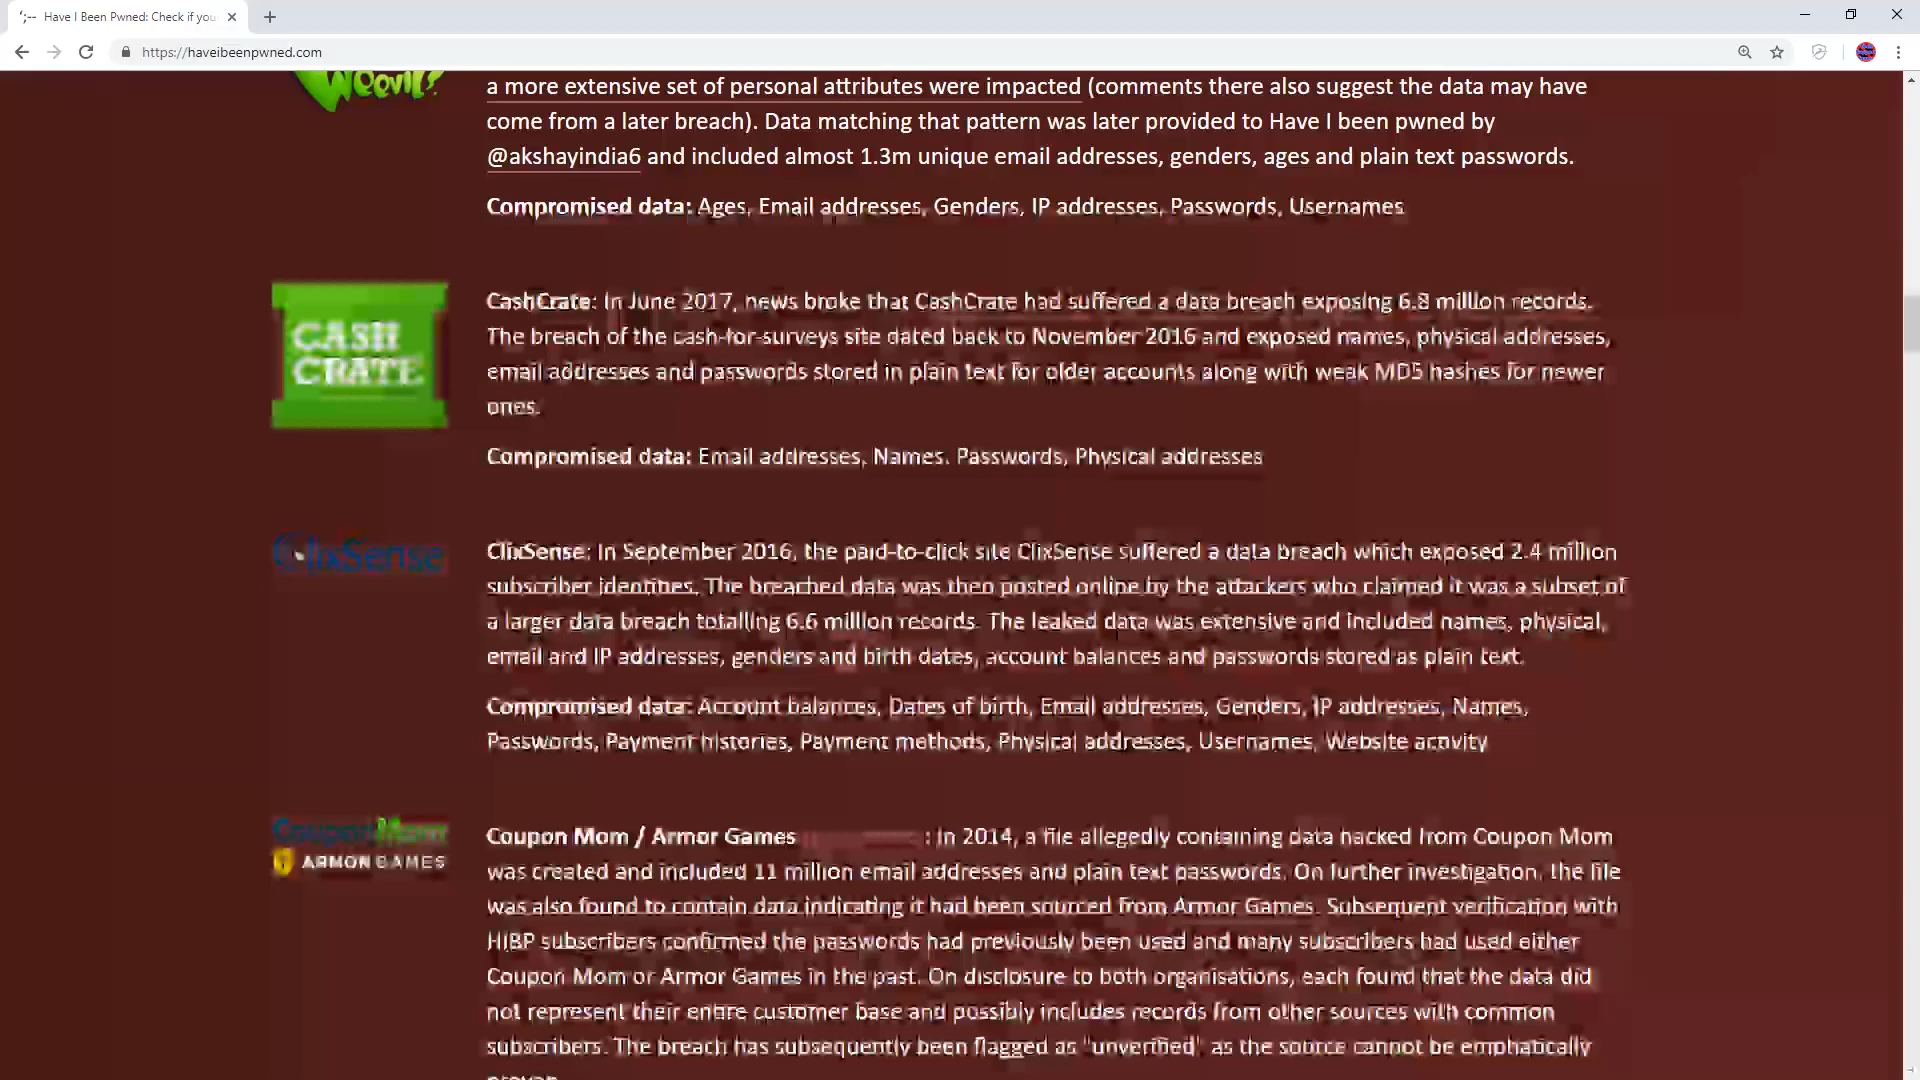 Have I Been Pwned: Check if you
https://haveibeenpwned.com
Weevil?
a more extensive set of personal attributes were impacted (comments there also suggest the data may have
come from a later breach). Data matching that pattern was later provided to Have I been pwned by
@akshayindia6 and included almost 1.3m unique email addresses, genders, ages and plain text passwords.
Compromised data: Ages, Email addresses, Genders, IP addresses, Passwords, Usernames
CASH
CRATE
CashCrate: In June 2017, news broke that CashCrate had suffered a data breach exposing 6.8 million records.
The breach of the cash-for-surveys site dated back to November 2016 and exposed names, physical addresses,
email addresses and passwords stored in plain text for older accounts along with weak MD5 hashes for newer
ones.
Compromised data: Email addresses, Names, Passwords, Physical addresses
ClixSense
ClixSense: In September 2016, the paid-to-click site ClixSense suffered a data breach which exposed 2.4 million
subscriber identities. The breached data was then posted online by the attackers who claimed it was a subset of
a larger data breach totalling 6.6 million records. The leaked data was extensive and included names, physical,
email and IP addresses, genders and birth dates, account balances and passwords stored as plain text.
Compromised data: Account balances, Dates of birth, Email addresses, Genders, IP addresses, Names,
Passwords, Payment histories, Payment methods, Physical addresses, Usernames, Website activity
CouponMom
ARMOR GAMES
Coupon Mom / Armor Games : In 2014, a file allegedly containing data hacked from Coupon Mom
was created and included 11 million email addresses and plain text passwords. On further investigation, the file
was also found to contain data indicating it had been sourced from Armor Games. Subsequent verification with
HIBP subscribers confirmed the passwords had previously been used and many subscribers had used either
Coupon Mom or Armor Games in the past. On disclosure to both organisations, each found that the data did
not represent their entire customer base and possibly includes records from other sources with common
subscribers. The breach has subsequently been flagged as "unverified" as the source cannot be emphatically